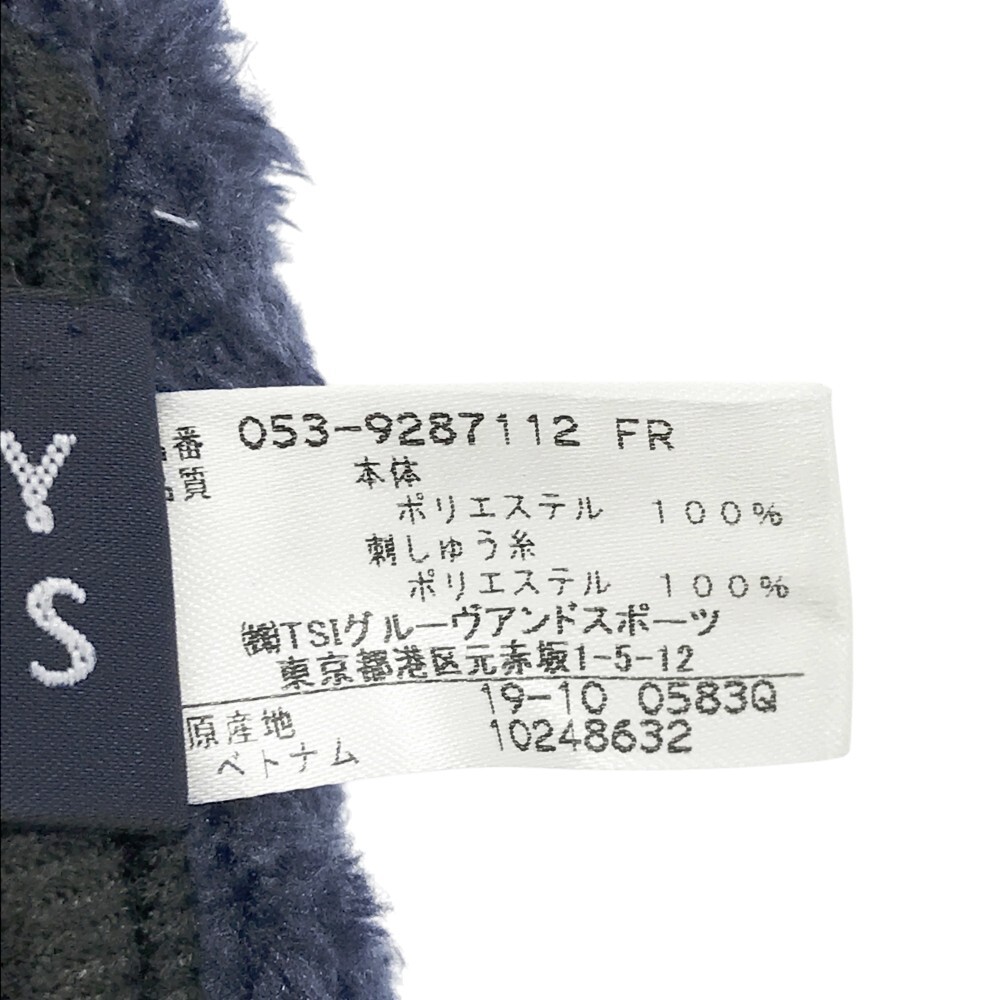 Y
S
品番 053-9287112 FR
品質 本体
ポリエステル 100%
刺しゅう糸
ポリエステル 100%
㈱TSIグルーヴアンドスポーツ
東京都港区元赤坂1-5-12
19-10 0583Q
原産地 10248632
ベトナム